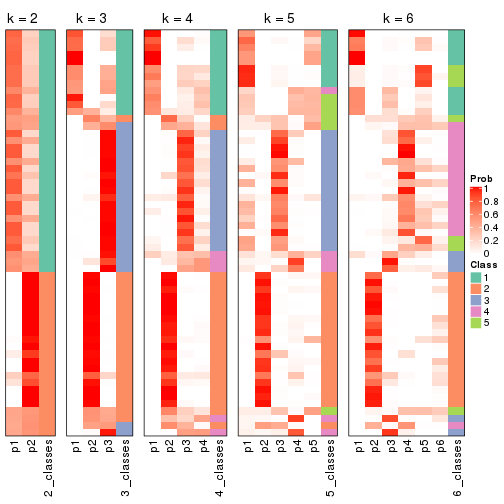 k = 2
k = 3
k = 4
k = 5
k = 6
Prob
1
0.8
0.6
0.4
0.2
0
Class
1
2
3
4
5
p1
p2
2_classes
p1
p2
p3
3_classes
p1
p2
p3
p4
4_classes
p1
p2
p3
p4
p5
5_classes
p1
p2
p3
p4
p5
p6
6_classes